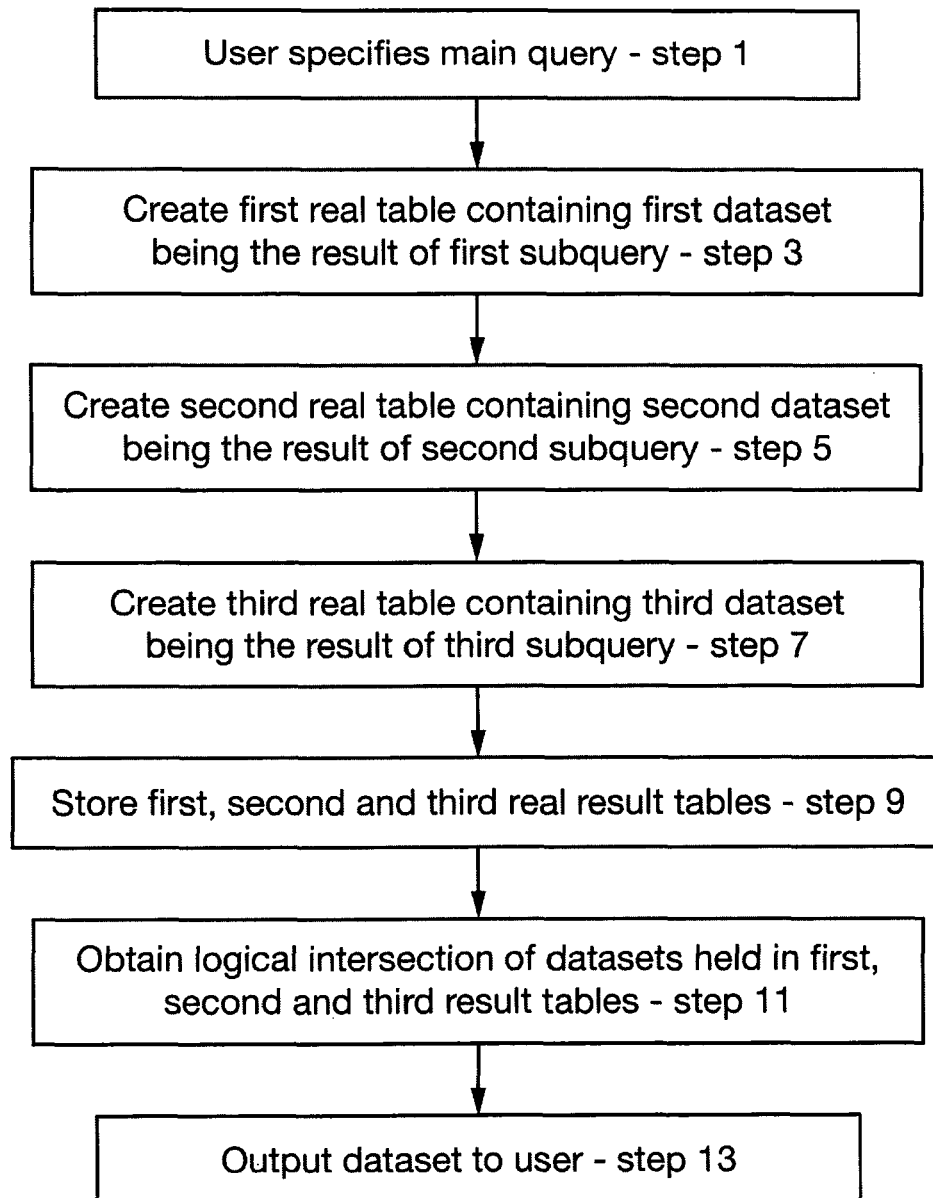 User specifies main query - step 1
Create first real table containing first dataset
being the result of first subquery - step 3
Create second real table containing second dataset
being the result of second subquery - step 5
Create third real table containing third dataset
being the result of third subquery - step 7
Store first, second and third real result tables - step 9
Obtain logical intersection of datasets held in first,
second and third result tables - step 11
Output dataset to user - step 13